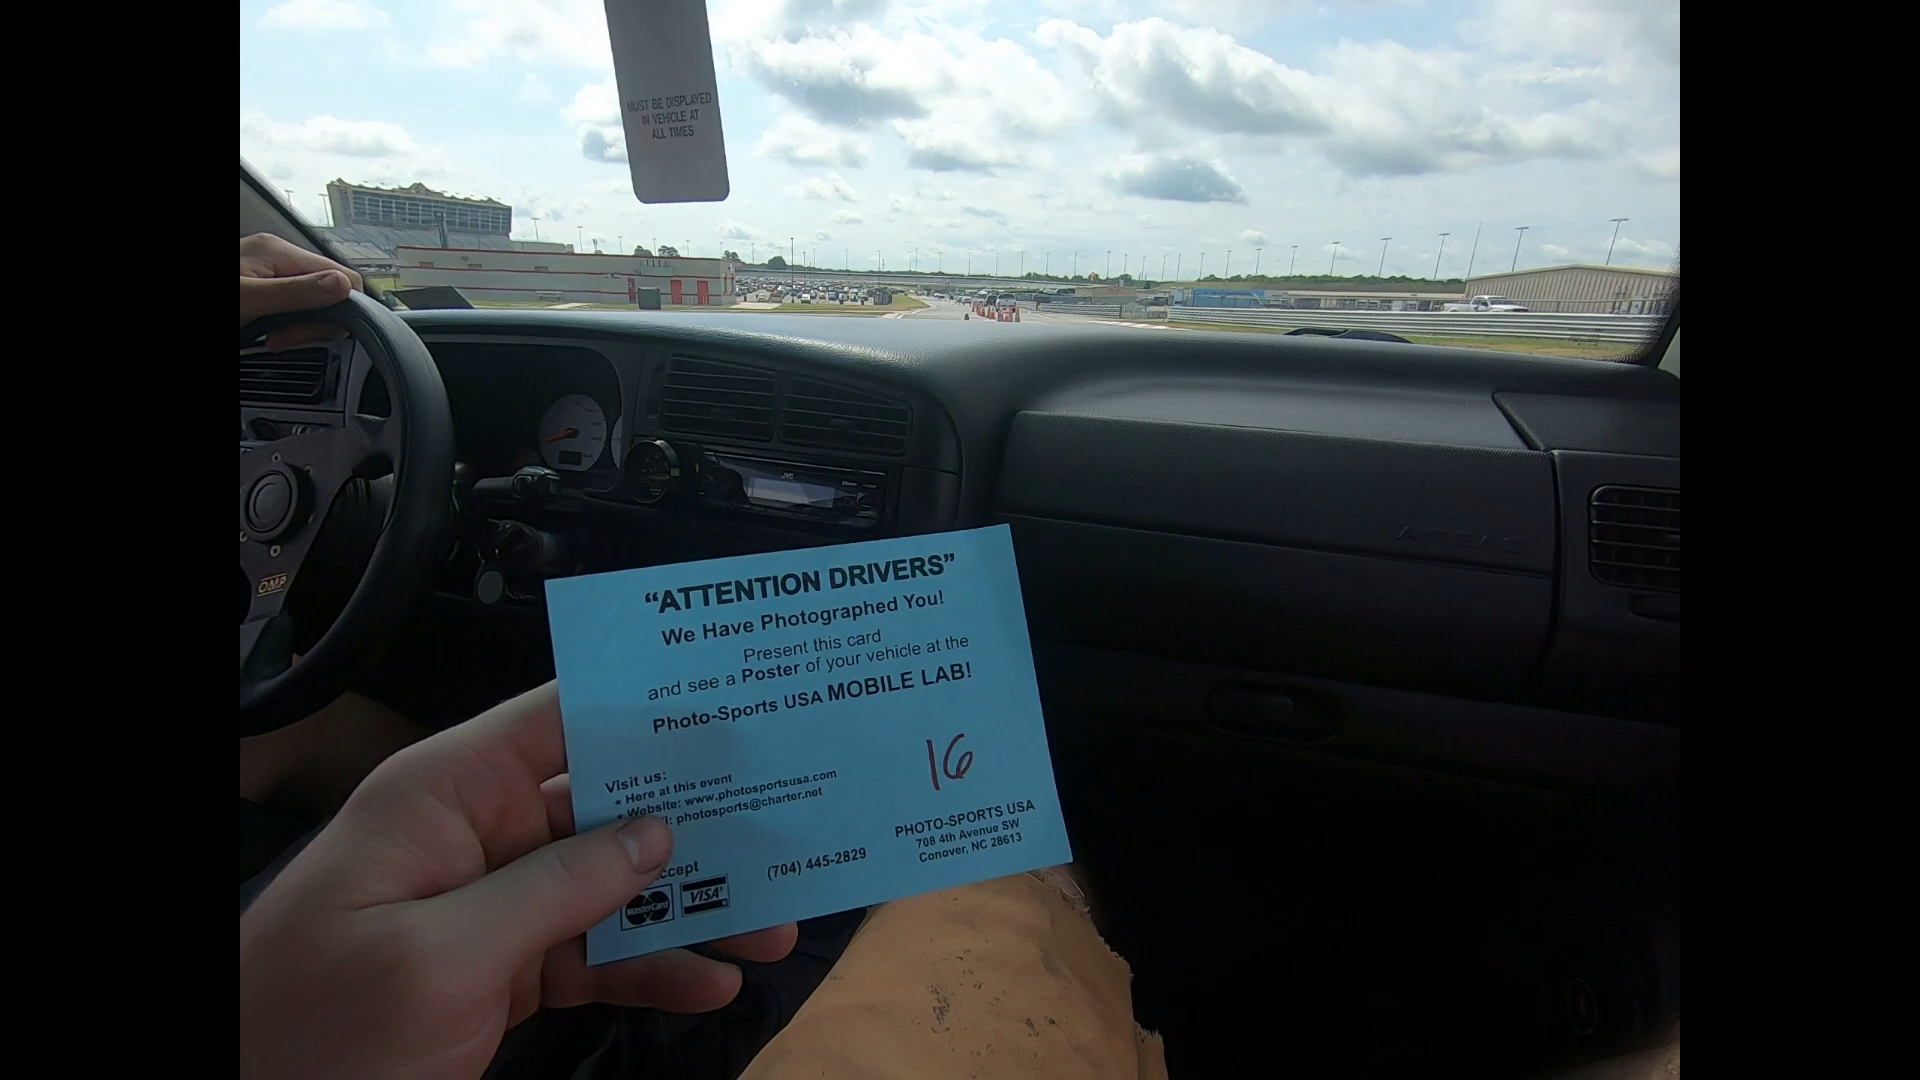 MUST BE DISPLAYED
IN VEHICLE AT
ALL TIMES
JVC
OMP
AIRBAG
“ATTENTION DRIVERS”
We Have Photographed You!
Present this card
and see a Poster of your vehicle at the
Photo-Sports USA MOBILE LAB!
16
Visit us:
* Here at this event
* Website: www.photosportsusa.com
photosports@charter.net
PHOTO-SPORTS USA
708 4th Avenue SW
Conover, NC 28613
(704) 445-2829
MasterCard
VISA